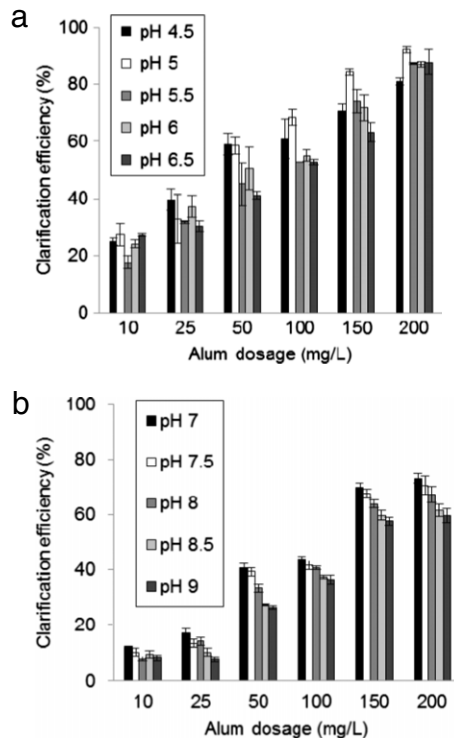 a
100
80
60
40
20
0
Clarification efficiency (%)
pH 4.5
pH 5
pH 5.5
pH 6
pH 6.5
10 25 50 100 150 200
Alum dosage (mg/L)
b
100
80
60
40
20
0
Clarification efficiency (%)
pH 7
pH 7.5
pH 8
pH 8.5
pH 9
10 25 50 100 150 200
Alum dosage (mg/L)